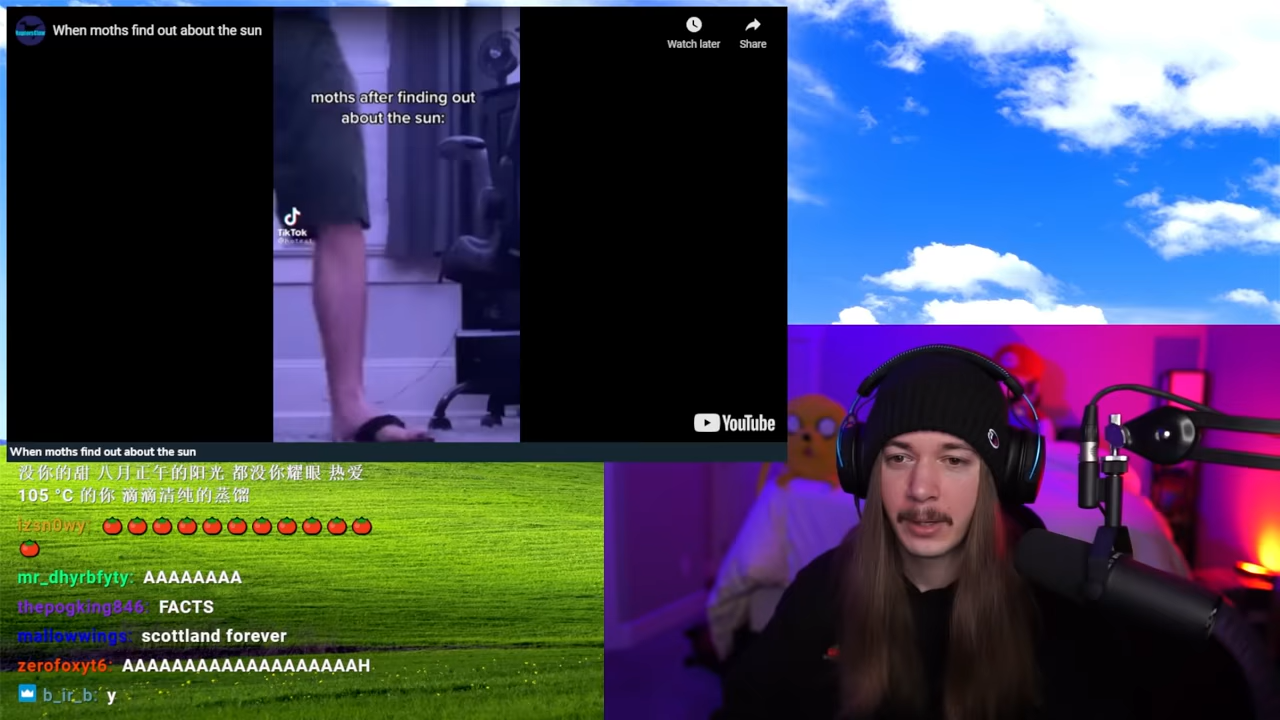 When moths find out about the sun
Watch later
Share
moths after finding out
about the sun:
TikTok
YouTube
When moths find out about the sun
没你的甜 八月正午的阳光 都没你耀眼 热爱
105 °C 的你 滴滴清纯的蒸馏
izsn0wy:
mr_dhyrbfyty: AAAAAAAA
thepogking846: FACTS
mallowwings: scottland forever
zerofoxyt6: AAAAAAAAAAAAAAAAAAAH
b_ir_b: y